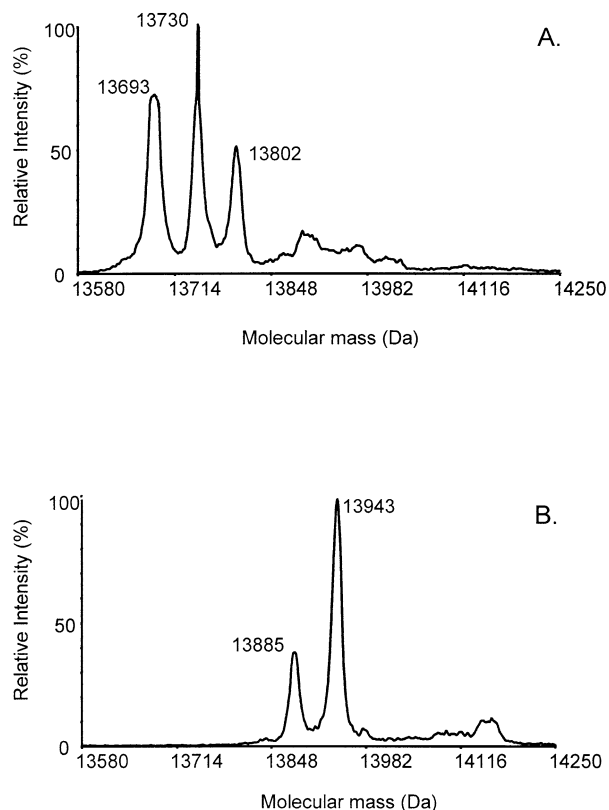 A.
100
13730
13693
13802
50
0
Relative Intensity (%)
13580 13714 13848 13982 14116 14250
Molecular mass (Da)
B.
100
13943
13885
50
0
Relative Intensity (%)
13580 13714 13848 13982 14116 14250
Molecular mass (Da)